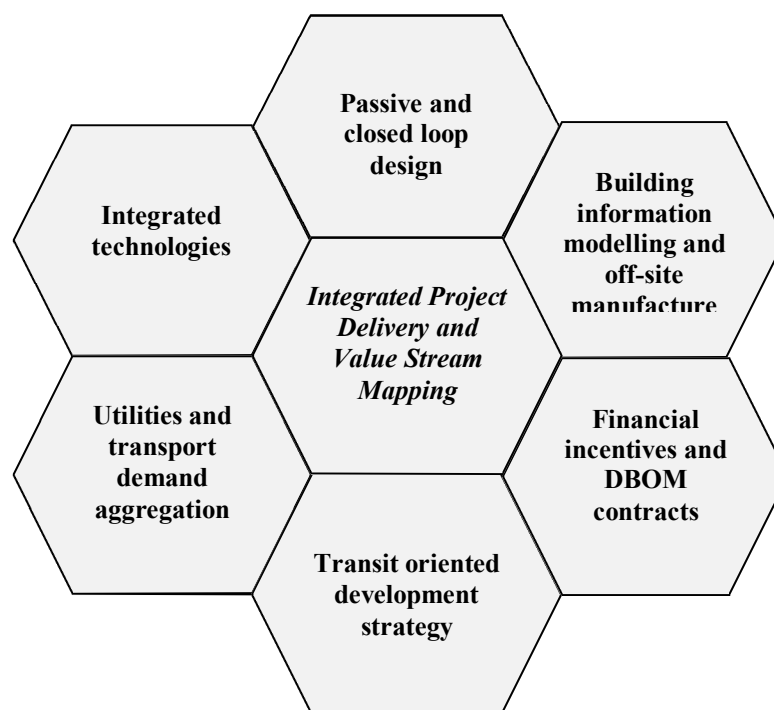 Passive and
closed loop
design
Integrated
technologies
Building
information
modelling and
off-site
manufacture
Integrated Project
Delivery and
Value Stream
Mapping
Utilities and
transport
demand
aggregation
Financial
incentives and
DBOM
contracts
Transit oriented
development
strategy